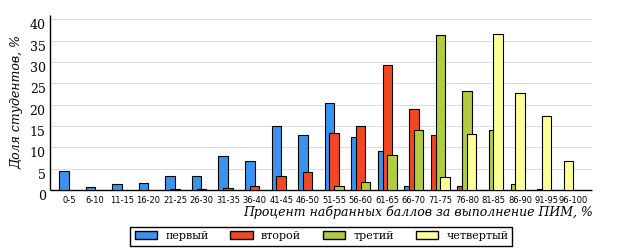 Доля студентов, %
40
35
30
25
20
15
10
5
0
0-5 6-10 11-15 16-20 21-25 26-30 31-35 36-40 41-45 46-50 51-55 56-60 61-65 66-70 71-75 76-80 81-85 86-90 91-95 96-100
Процент набранных баллов за выполнение ПИМ, %
первый второй третий четвертый